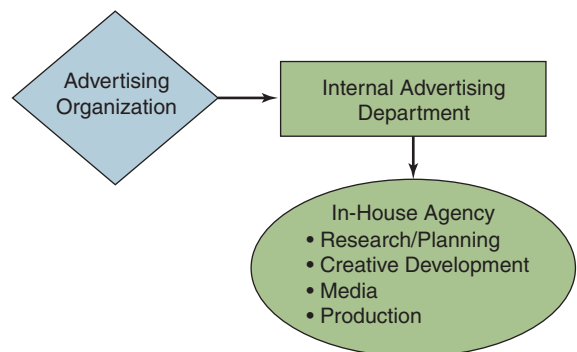 Advertising
Organization
Internal Advertising
Department
In-House Agency
• Research/Planning
• Creative Development
• Media
• Production